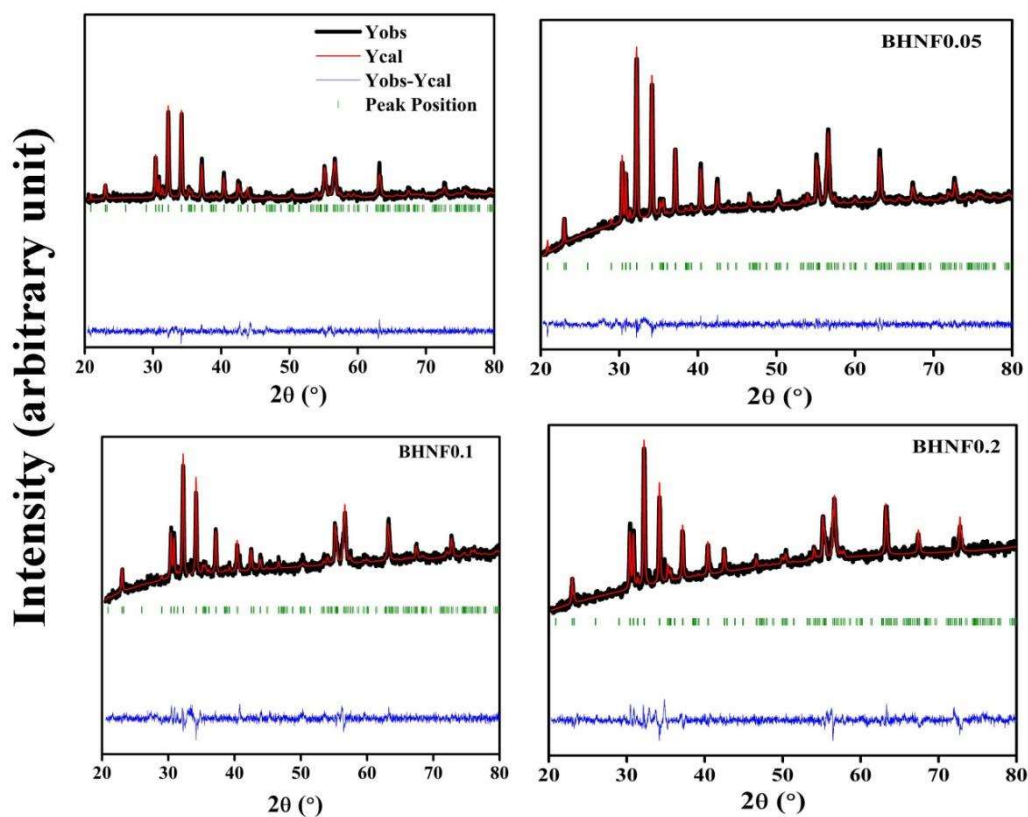 Intensity (arbitrary unit)
Yobs
Ycal
Yobs-Ycal
Peak Position
20 30 40 50 60 70 80
2θ (°)
BHNF0.05
20 30 40 50 60 70 80
2θ (°)
BHNF0.1
20 30 40 50 60 70 80
2θ (°)
BHNF0.2
20 30 40 50 60 70 80
2θ (°)